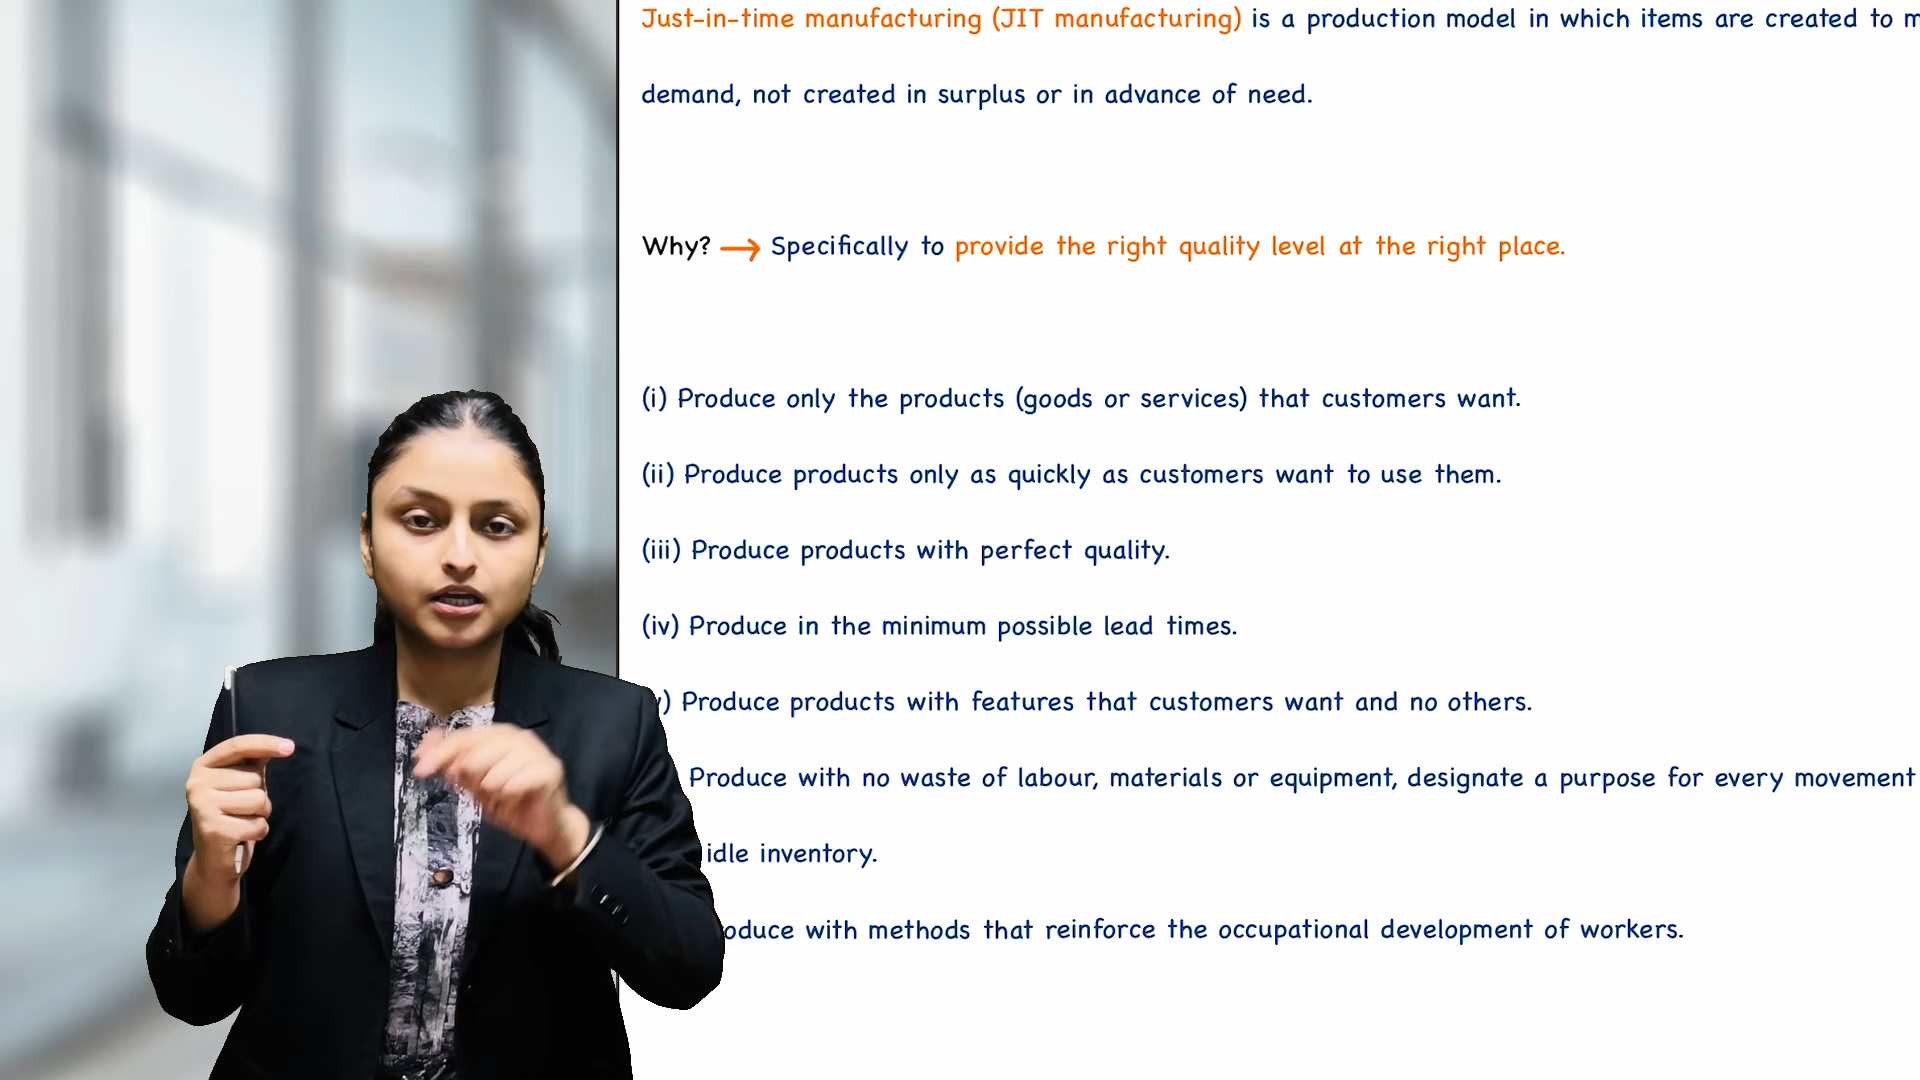 Just-in-time manufacturing (JIT manufacturing) is a production model in which items are created to
demand, not created in surplus or in advance of need.
Why? → Specifically to provide the right quality level at the right place.
(i) Produce only the products (goods or services) that customers want.
(ii) Produce products only as quickly as customers want to use them.
(iii) Produce products with perfect quality.
(iv) Produce in the minimum possible lead times.
) Produce products with features that customers want and no others.
Produce with no waste of labour, materials or equipment, designate a purpose for every movement
idle inventory.
with methods that reinforce the occupational development of workers.